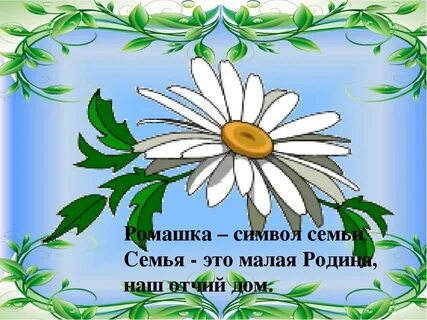 Ромашка – символ семьи.
Семья - это малая Родина,
наш отчий дом.